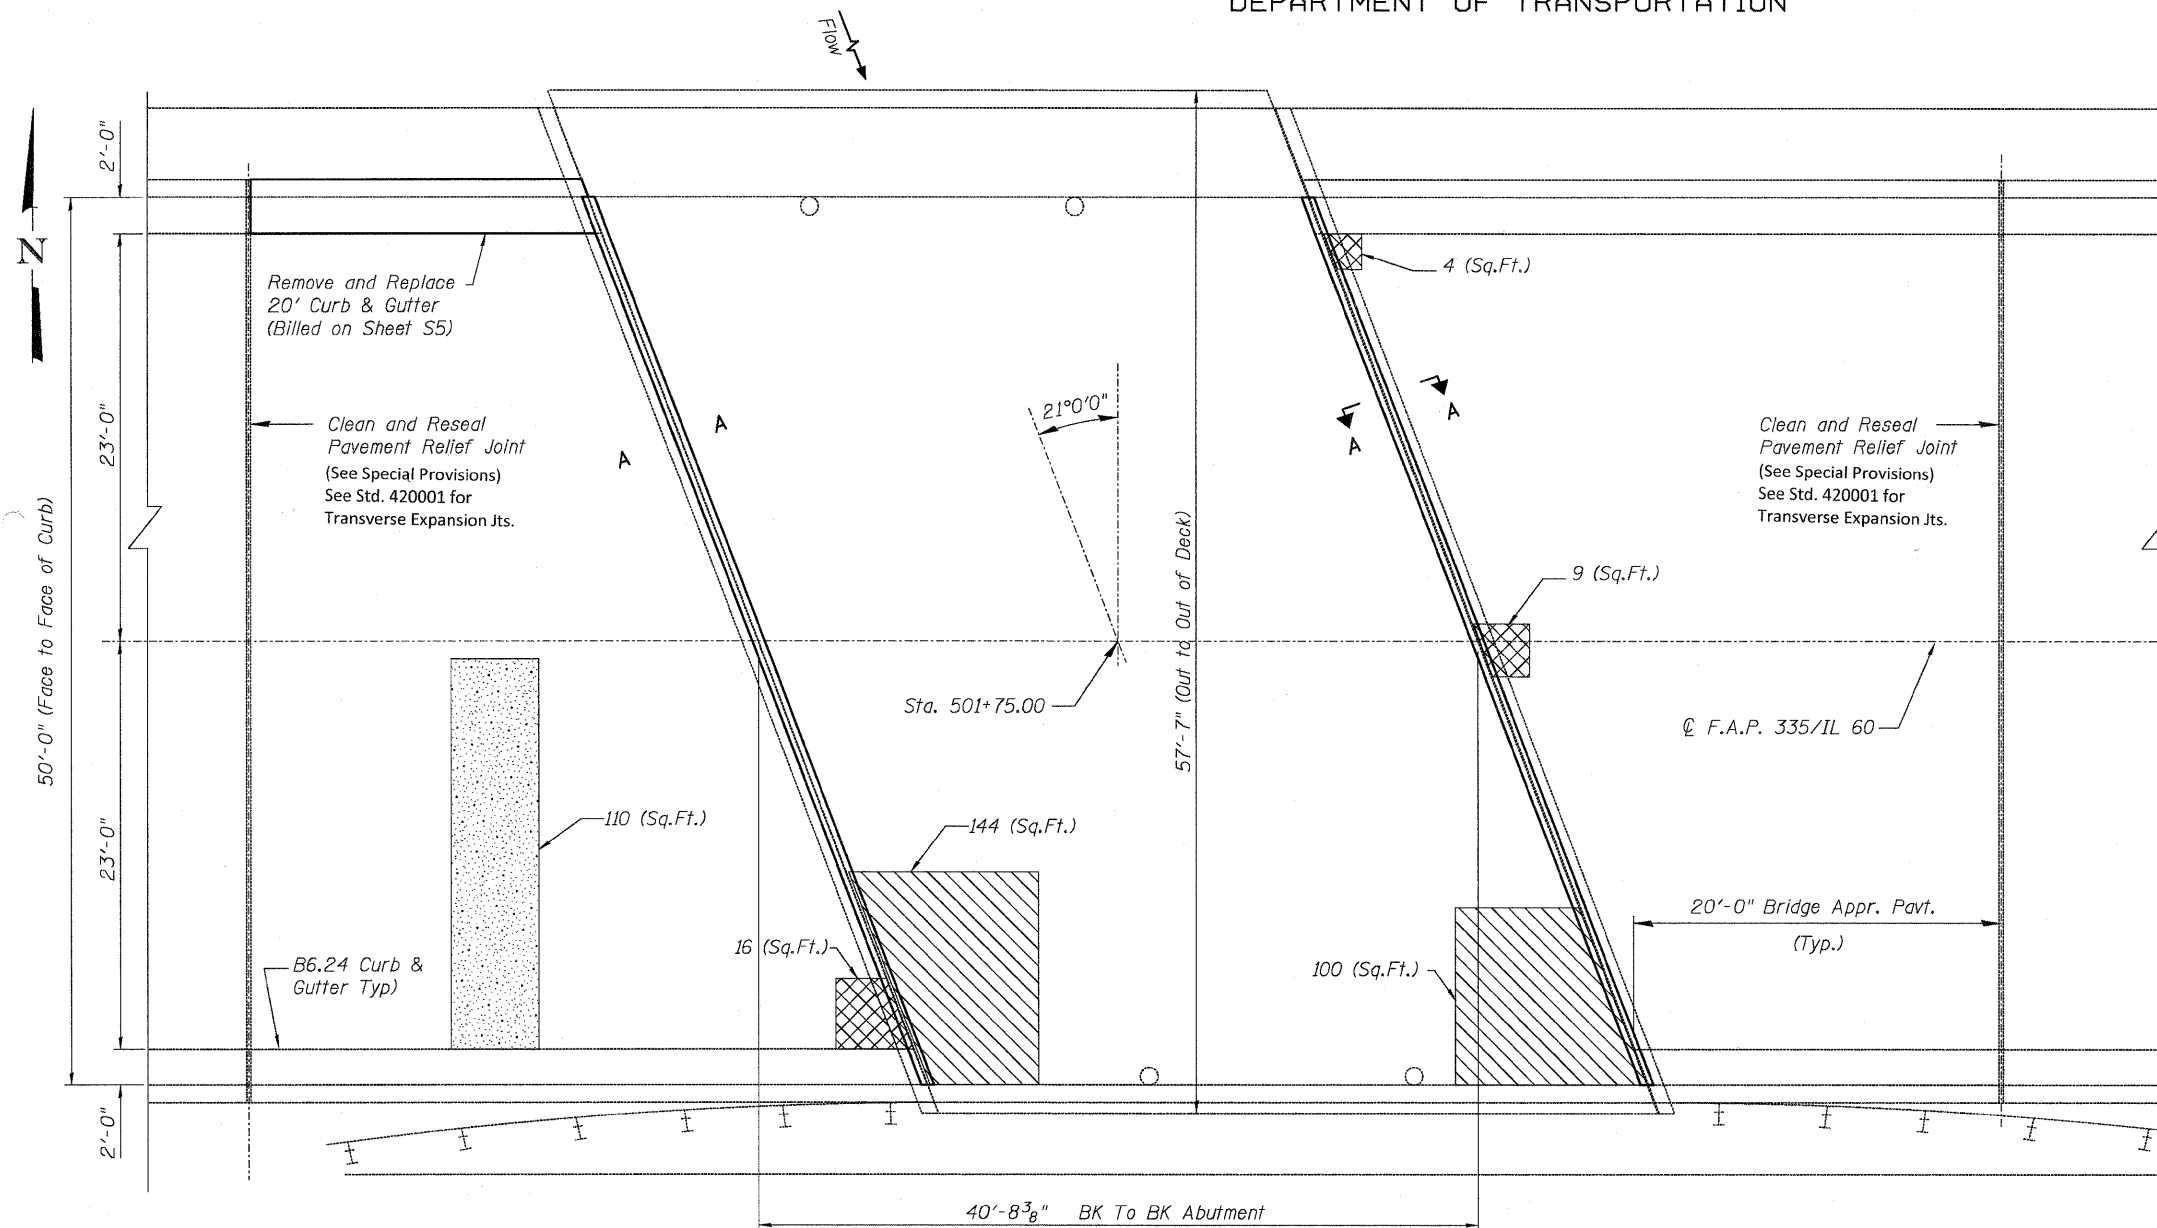 DEPARTMENT OF TRANSPORTATION
Flow
2'-0"
N
Remove and Replace
20' Curb & Gutter
(Billed on Sheet S5)
4 (Sq.Ft.)
23'-0"
21°0'0"
A
A
A
A
Clean and Reseal
Pavement Relief Joint
(See Special Provisions)
See Std. 420001 for
Transverse Expansion Jts.
Clean and Reseal
Pavement Relief Joint
(See Special Provisions)
See Std. 420001 for
Transverse Expansion Jts.
50'-0" (Face to Face of Curb)
57'-7" (Out to Out of Deck)
9 (Sq.Ft.)
Sta. 501+75.00
℄ F.A.P. 335/IL 60
23'-0"
110 (Sq.Ft.)
144 (Sq.Ft.)
20'-0" Bridge Appr. Pavt.
(Typ.)
16 (Sq.Ft.)
100 (Sq.Ft.)
B6.24 Curb &
Gutter Typ)
2'-0"
40'-8 3/8" BK To BK Abutment